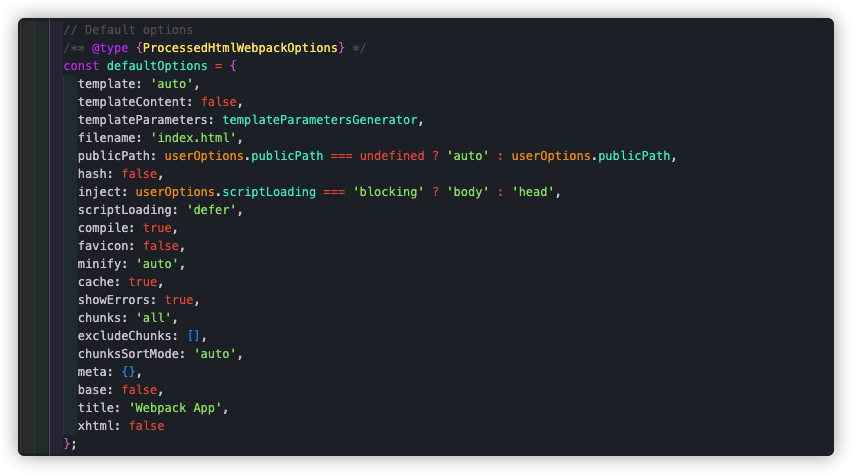 // Default options
/** @type {ProcessedHtmlWebpackOptions} */
const defaultOptions = {
  template: 'auto',
  templateContent: false,
  templateParameters: templateParametersGenerator,
  filename: 'index.html',
  publicPath: userOptions.publicPath === undefined ? 'auto' : userOptions.publicPath,
  hash: false,
  inject: userOptions.scriptLoading === 'blocking' ? 'body' : 'head',
  scriptLoading: 'defer',
  compile: true,
  favicon: false,
  minify: 'auto',
  cache: true,
  showErrors: true,
  chunks: 'all',
  excludeChunks: [],
  chunksSortMode: 'auto',
  meta: {},
  base: false,
  title: 'Webpack App',
  xhtml: false
};